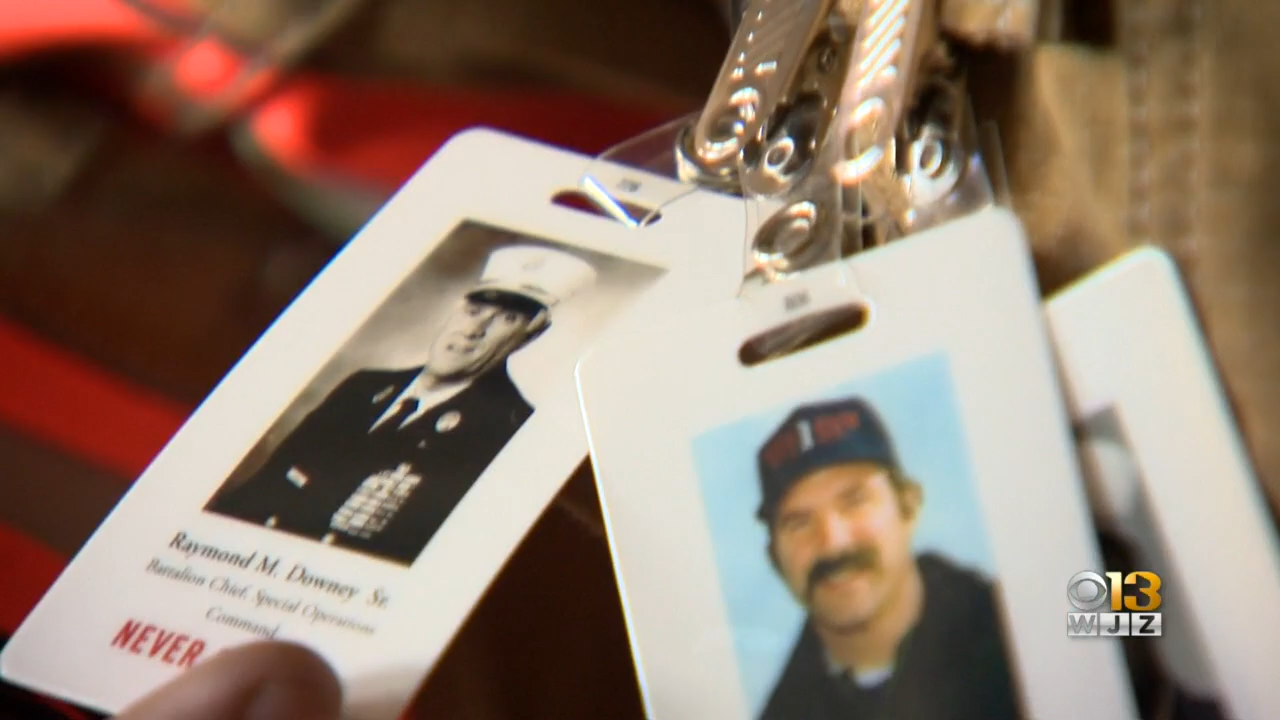 Raymond M. Downey Sr.
Battalion Chief, Special Operations
Command
NEVER
13
WJZ